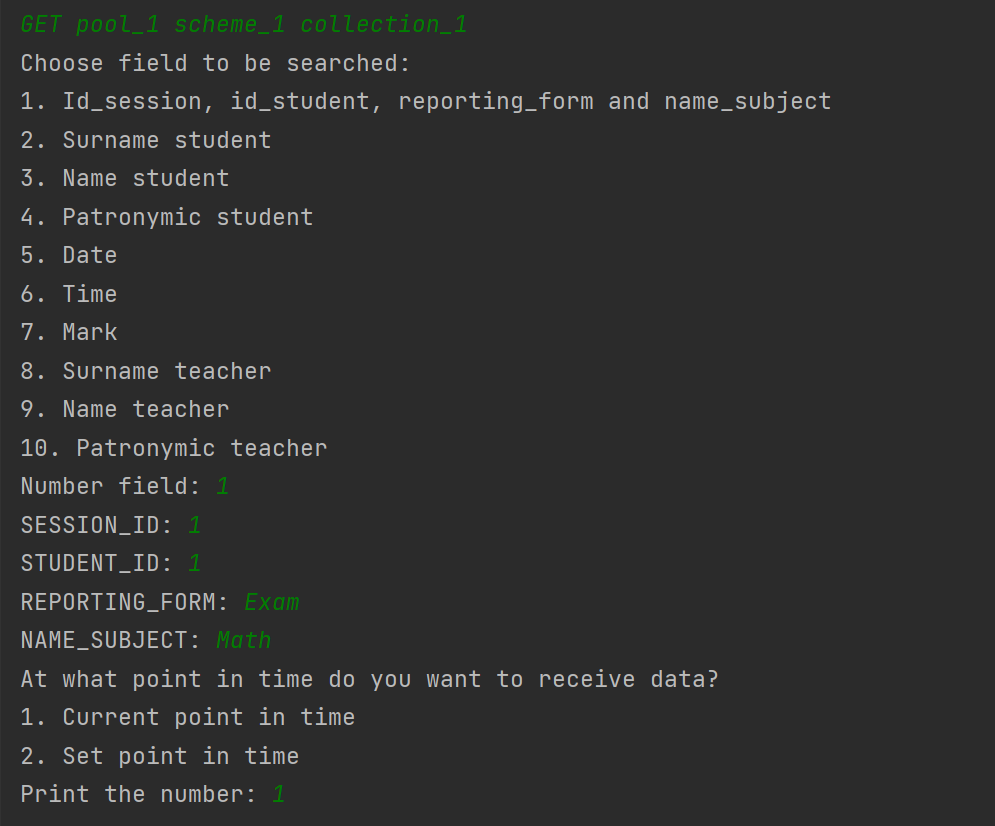 GET pool_1 scheme_1 collection_1
Choose field to be searched:
1. Id_session, id_student, reporting_form and name_subject
2. Surname student
3. Name student
4. Patronymic student
5. Date
6. Time
7. Mark
8. Surname teacher
9. Name teacher
10. Patronymic teacher
Number field: 1
SESSION_ID: 1
STUDENT_ID: 1
REPORTING_FORM: Exam
NAME_SUBJECT: Math
At what point in time do you want to receive data?
1. Current point in time
2. Set point in time
Print the number: 1